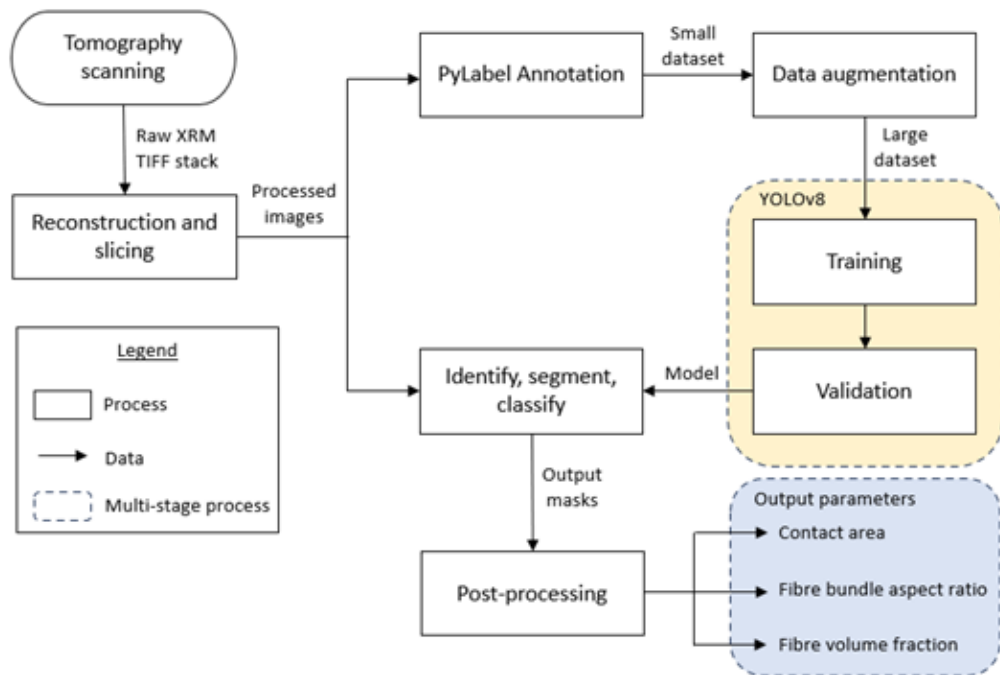 Tomography
scanning
Raw XRM
TIFF stack
Reconstruction and
slicing
Processed
images
PyLabel Annotation
Small
dataset
Data augmentation
Large
dataset
YOLOv8
Training
Validation
Model
Identify, segment,
classify
Output
masks
Post-processing
Output parameters
Contact area
Fibre bundle aspect ratio
Fibre volume fraction
Legend
Process
Data
Multi-stage process